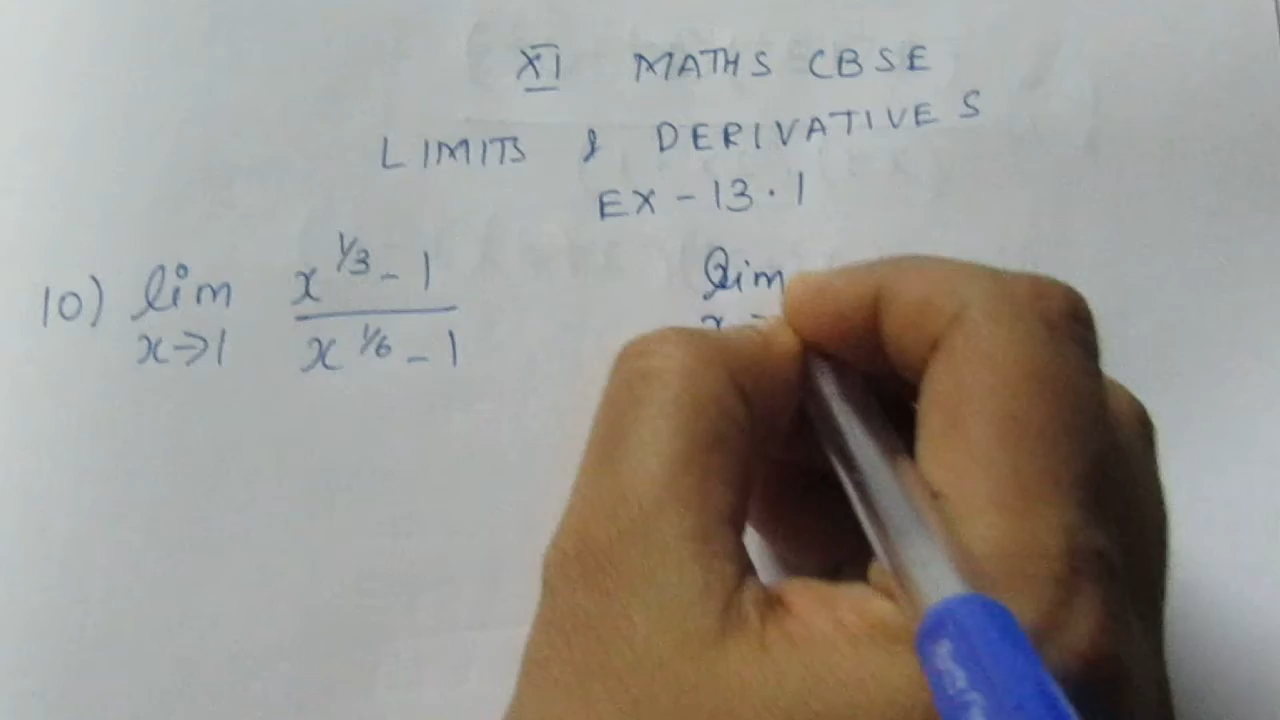 XI MATHS CBSE
LIMITS & DERIVATIVES
EX - 13.1
10) lim x^1/3 - 1 lim
x→1 x^1/6 - 1 x